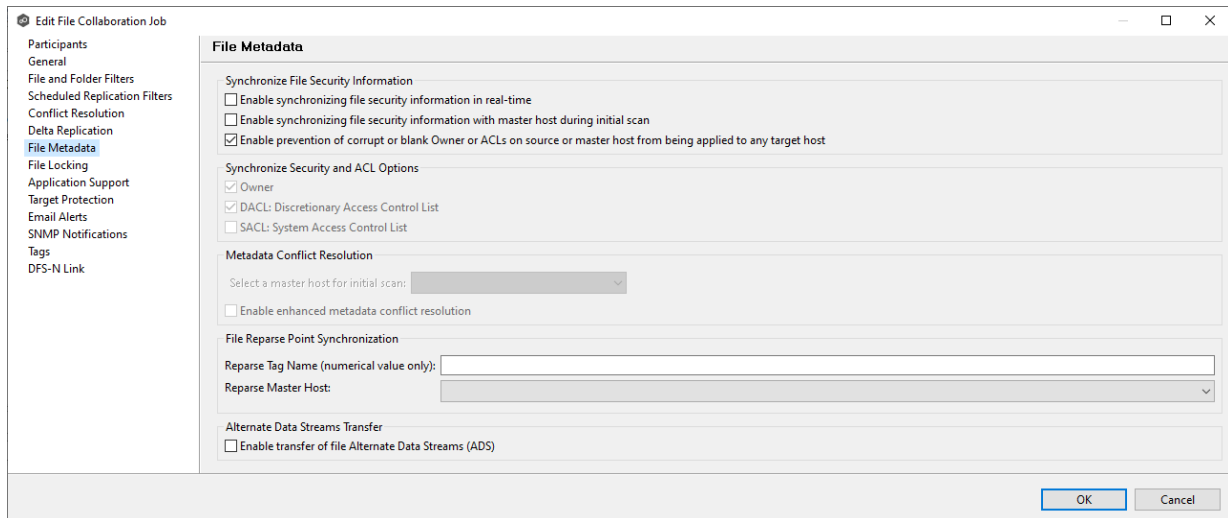 Edit File Collaboration Job
Participants
General
File and Folder Filters
Scheduled Replication Filters
Conflict Resolution
Delta Replication
File Metadata
File Locking
Application Support
Target Protection
Email Alerts
SNMP Notifications
Tags
DFS-N Link
File Metadata
Synchronize File Security Information
Enable synchronizing file security information in real-time
Enable synchronizing file security information with master host during initial scan
Enable prevention of corrupt or blank Owner or ACLs on source or master host from being applied to any target host
Synchronize Security and ACL Options
Owner
DACL: Discretionary Access Control List
SACL: System Access Control List
Metadata Conflict Resolution
Select a master host for initial scan:
Enable enhanced metadata conflict resolution
File Reparse Point Synchronization
Reparse Tag Name (numerical value only):
Reparse Master Host:
Alternate Data Streams Transfer
Enable transfer of file Alternate Data Streams (ADS)
OK Cancel